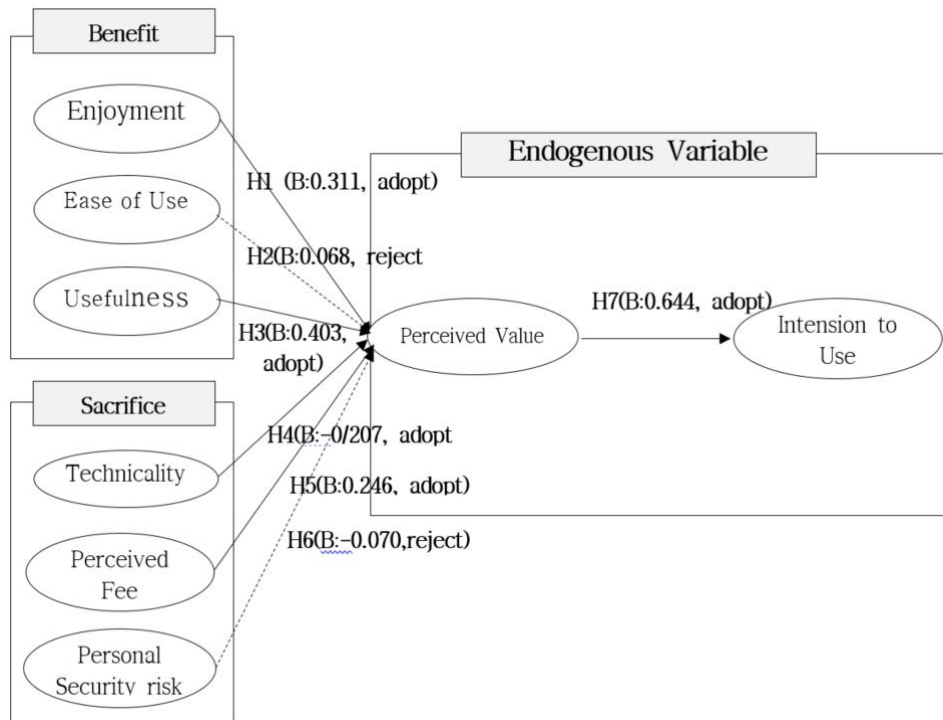 Benefit
Enjoyment
Ease of Use
Usefulness
Endogenous Variable
H1 (B:0.311, adopt)
H2(B:0.068, reject
H3(B:0.403,
adopt)
Perceived Value
H7(B:0.644, adopt)
Intension to
Use
Sacrifice
Technicality
Perceived
Fee
Personal
Security risk
H4(B:-0/207, adopt
H5(B:0.246, adopt)
H6(B:-0.070,reject)